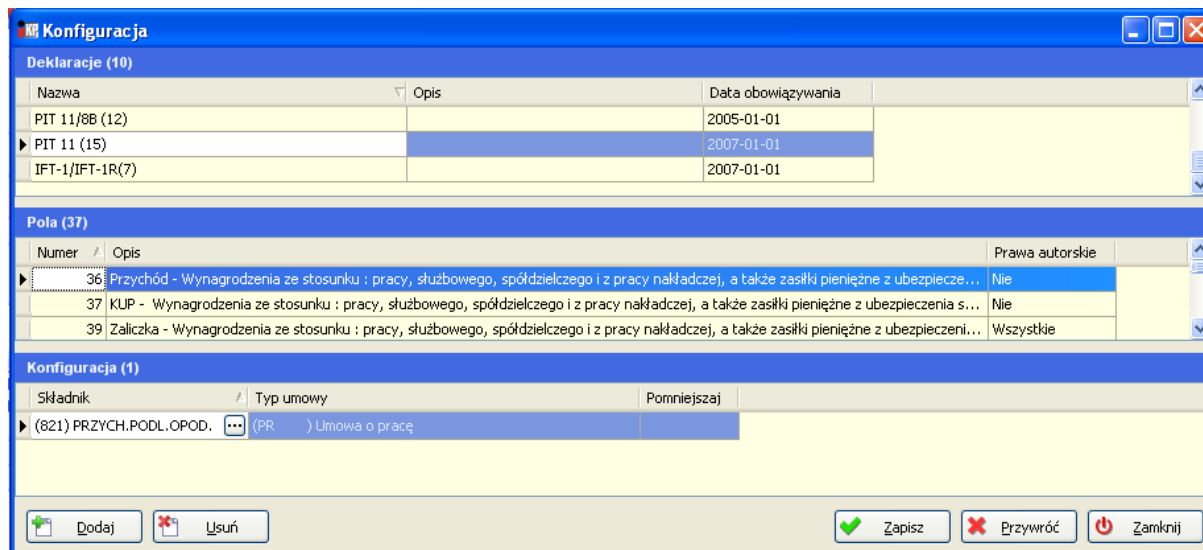 KP Konfiguracja
Deklaracje (10)
Nazwa Opis Data obowiązywania
PIT 11/8B (12) 2005-01-01
PIT 11 (15) 2007-01-01
IFT-1/IFT-1R(7) 2007-01-01
Pola (37)
Numer Opis Prawa autorskie
36 Przychód - Wynagrodzenia ze stosunku : pracy, służbowego, spółdzielczego i z pracy nakładczej, a także zasiłki pieniężne z ubezpiecze... Nie
37 KUP - Wynagrodzenia ze stosunku : pracy, służbowego, spółdzielczego i z pracy nakładczej, a także zasiłki pieniężne z ubezpieczenia s... Nie
39 Zaliczka - Wynagrodzenia ze stosunku : pracy, służbowego, spółdzielczego i z pracy nakładczej, a także zasiłki pieniężne z ubezpieczeni... Wszystkie
Konfiguracja (1)
Składnik Typ umowy Pomniejszaj
(821) PRZYCH.PODL.OPOD. ... (PR ) Umowa o pracę
Dodaj Usuń Zapisz Przywróć Zamknij